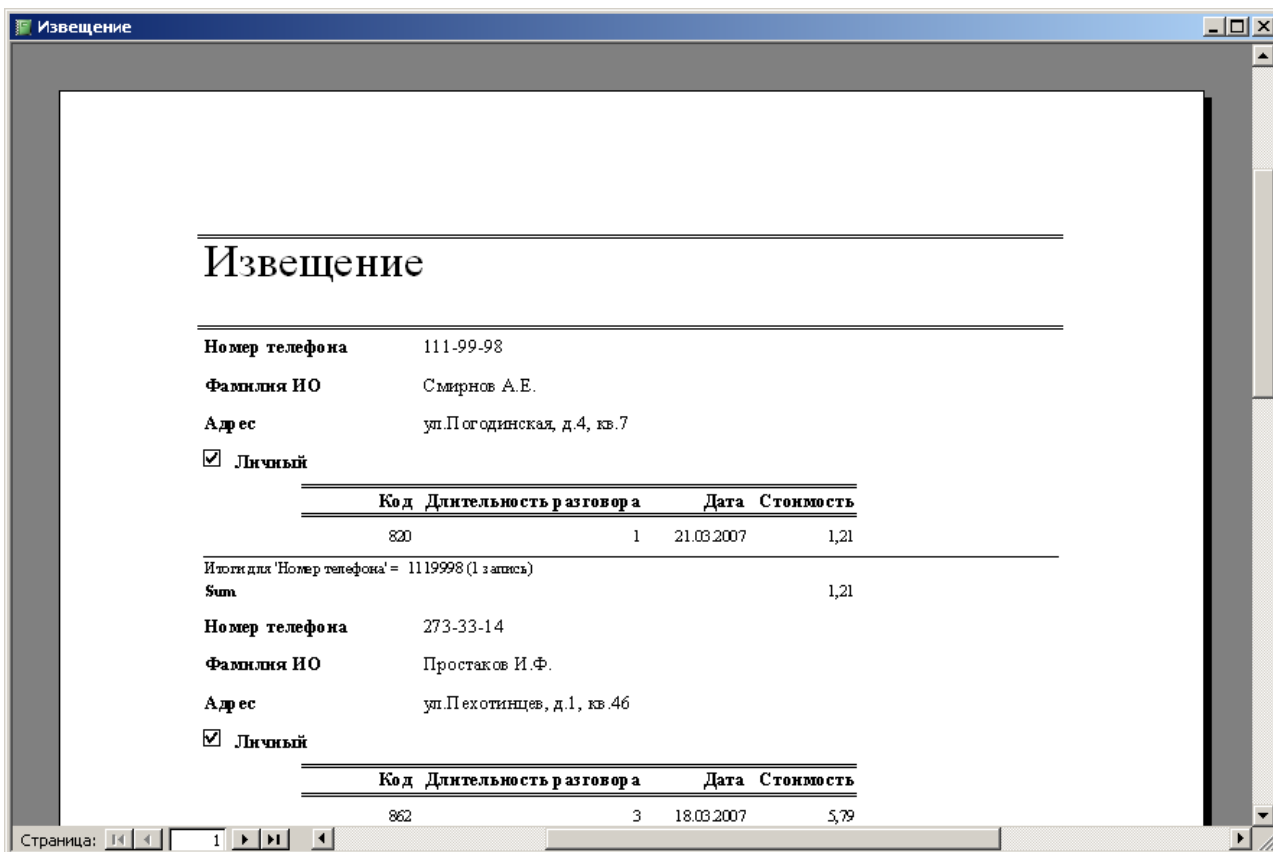 Извещение
Извещение
Номер телефона 111-99-98
Фамилия ИО Смирнов А.Е.
Адрес ул.Погодинская, д.4, кв.7
Личный
Код Длительность разговора Дата Стоимость
820 1 21.03.2007 1,21
Итоги для 'Номер телефона' = 1119998 (1 запись)
Sum 1,21
Номер телефона 273-33-14
Фамилия ИО Простаков И.Ф.
Адрес ул.Пехотинцев, д.1, кв.46
Личный
Код Длительность разговора Дата Стоимость
862 3 18.03.2007 5,79
Страница: 1